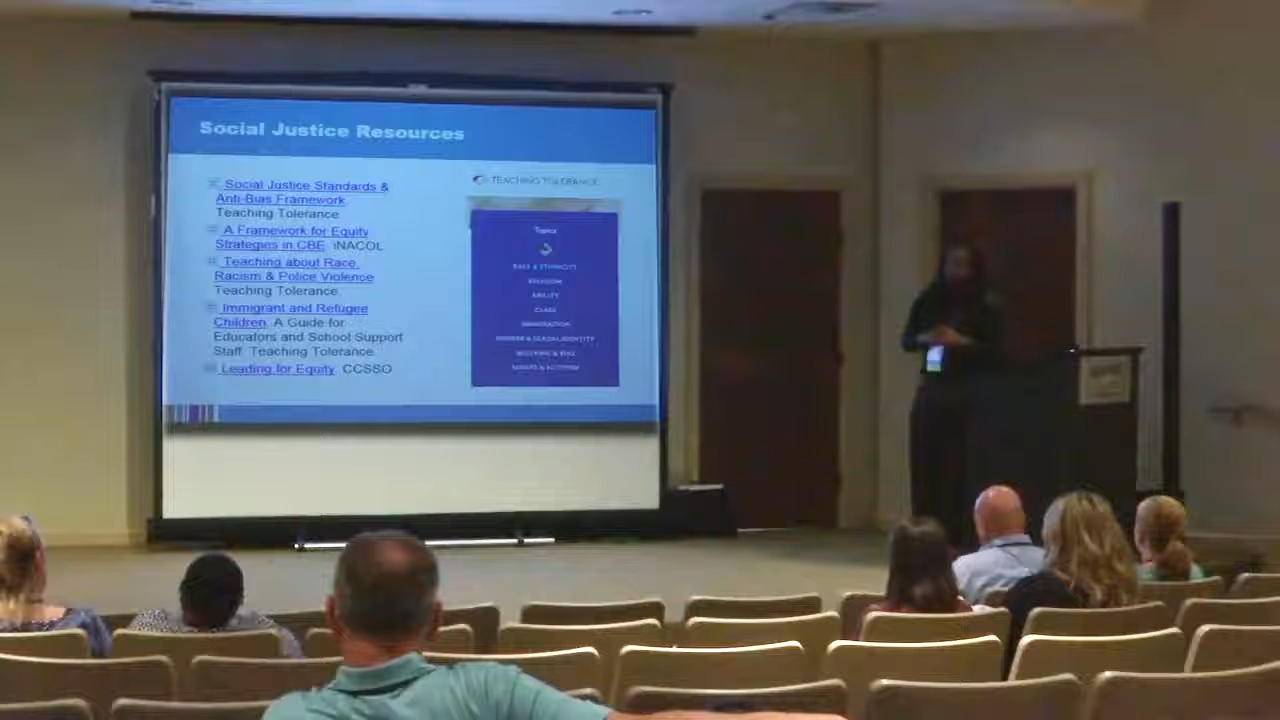 Social Justice Resources
Social Justice Standards &
Anti-Bias Framework.
Teaching Tolerance
A Framework for Equity
Strategies in CBE. iNACOL
Teaching about Race,
Racism & Police Violence
Teaching Tolerance.
Immigrant and Refugee
Children. A Guide for
Educators and School Support
Staff. Teaching Tolerance.
Leading for Equity. CCSSO
TEACHING TOLERANCE
Topics
RACE & ETHNICITY
RELIGION
ABILITY
CLASS
IMMIGRATION
GENDER & SEXUAL IDENTITY
BULLYING & BIAS
RIGHTS & ACTIVISM